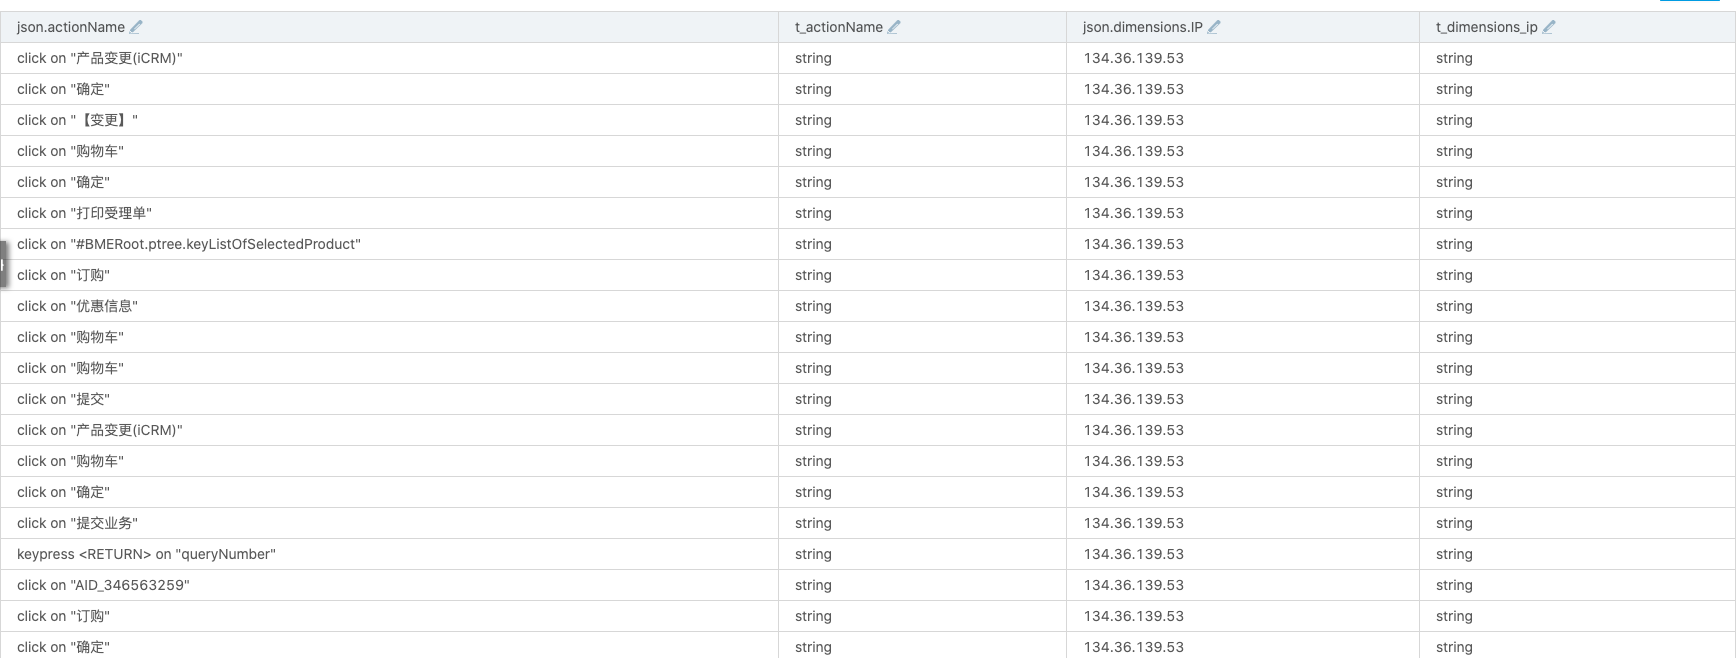 json.actionName t_actionName json.dimensions.IP t_dimensions_ip
click on "产品变更(iCRM)" string 134.36.139.53 string
click on "确定" string 134.36.139.53 string
click on "【变更】" string 134.36.139.53 string
click on "购物车" string 134.36.139.53 string
click on "确定" string 134.36.139.53 string
click on "打印受理单" string 134.36.139.53 string
click on "#BMERoot.ptree.keyListOfSelectedProduct" string 134.36.139.53 string
click on "订购" string 134.36.139.53 string
click on "优惠信息" string 134.36.139.53 string
click on "购物车" string 134.36.139.53 string
click on "购物车" string 134.36.139.53 string
click on "提交" string 134.36.139.53 string
click on "产品变更(iCRM)" string 134.36.139.53 string
click on "购物车" string 134.36.139.53 string
click on "确定" string 134.36.139.53 string
click on "提交业务" string 134.36.139.53 string
keypress <RETURN> on "queryNumber" string 134.36.139.53 string
click on "AID_346563259" string 134.36.139.53 string
click on "订购" string 134.36.139.53 string
click on "确定" string 134.36.139.53 string